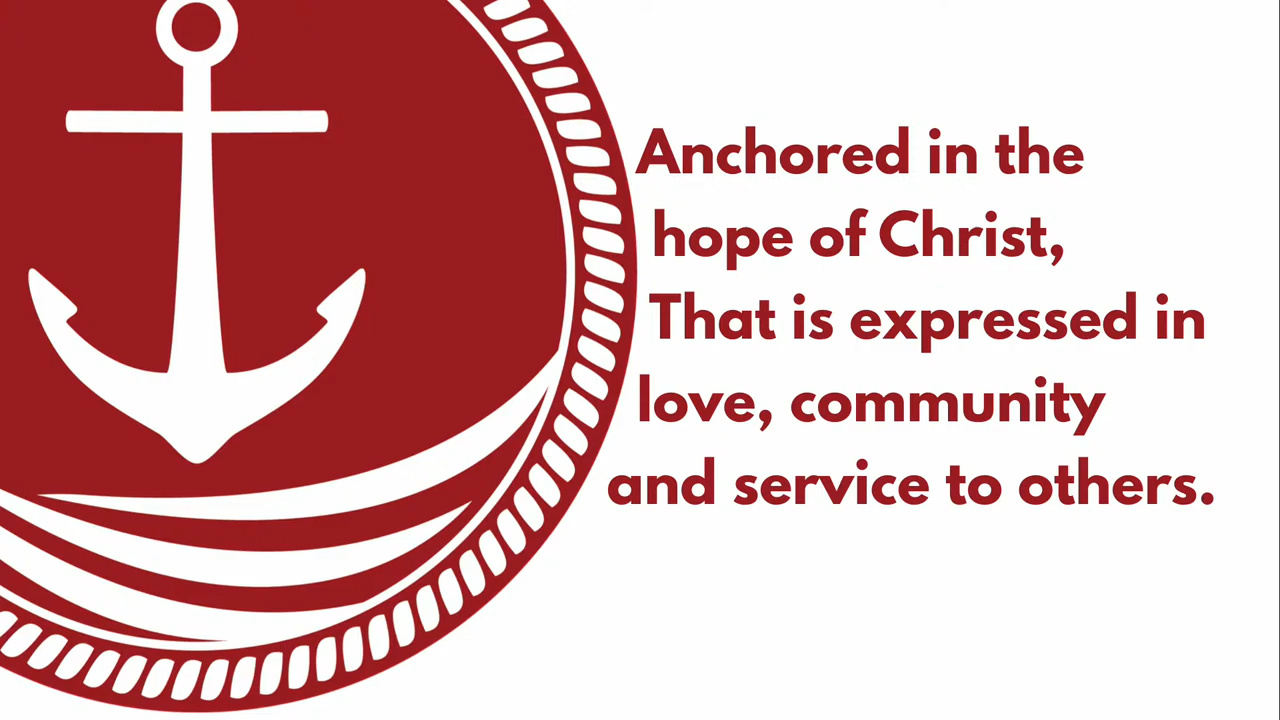 Anchored in the
hope of Christ,
That is expressed in
love, community
and service to others.